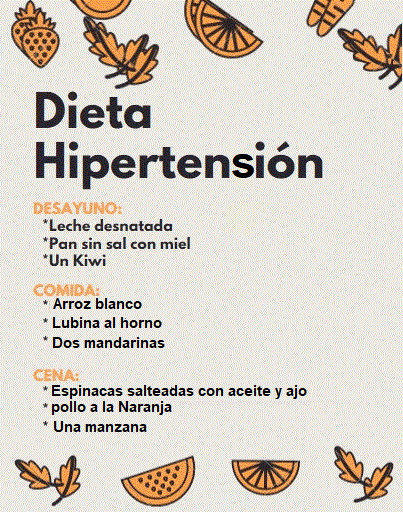 Dieta
Hipertensión
DESAYUNO:
*Leche desnatada
*Pan sin sal con miel
*Un Kiwi
COMIDA:
* Arroz blanco
* Lubina al horno
* Dos mandarinas
CENA:
* Espinacas salteadas con aceite y ajo
* pollo a la Naranja
* Una manzana